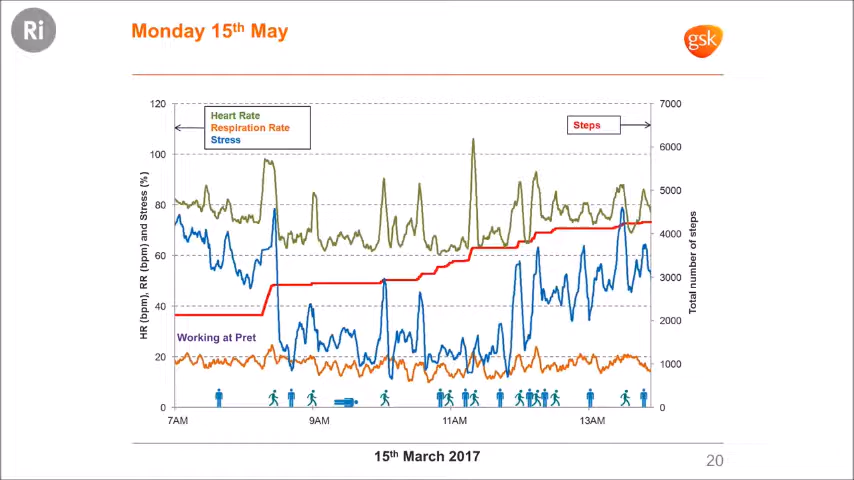 Ri
Monday 15th May
gsk
120
100
80
60
40
20
0
HR (bpm), RR (bpm) and Stress (%)
Heart Rate
Respiration Rate
Stress
Steps
7000
6000
5000
4000
3000
2000
1000
0
Total number of steps
Working at Pret
7AM
9AM
11AM
13AM
15th March 2017
20